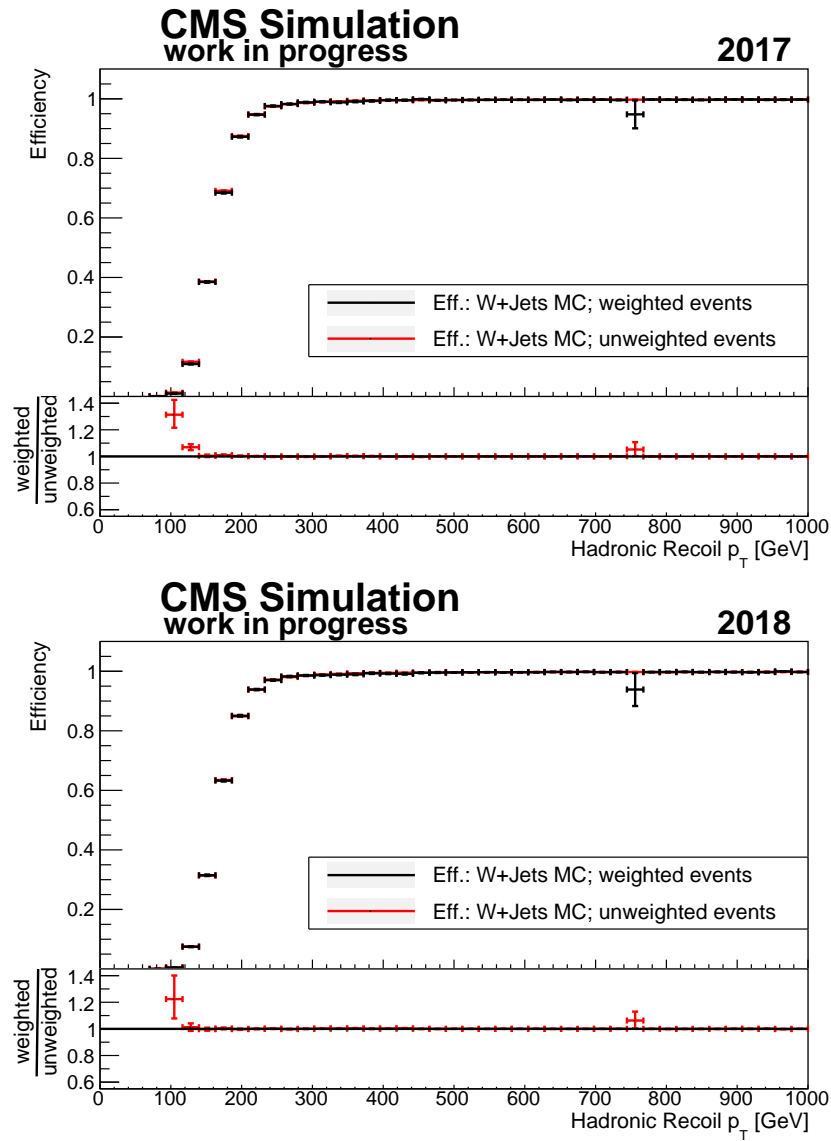 CMS Simulation
work in progress
2017
Efficiency
1
0.8
0.6
0.4
0.2
Eff.: W+Jets MC; weighted events
Eff.: W+Jets MC; unweighted events
weighted
unweighted
1.4
1.2
1
0.8
0.6
0 100 200 300 400 500 600 700 800 900 1000
Hadronic Recoil p_T [GeV]
CMS Simulation
work in progress
2018
Efficiency
1
0.8
0.6
0.4
0.2
Eff.: W+Jets MC; weighted events
Eff.: W+Jets MC; unweighted events
weighted
unweighted
1.4
1.2
1
0.8
0.6
0 100 200 300 400 500 600 700 800 900 1000
Hadronic Recoil p_T [GeV]